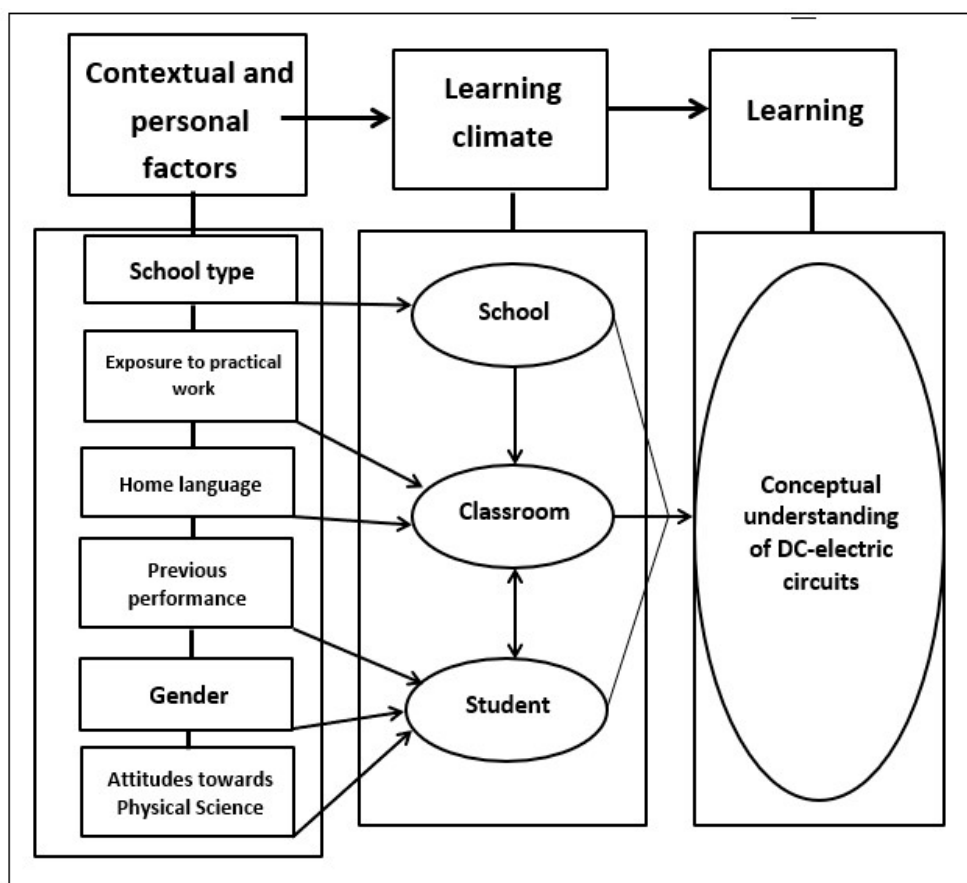 Contextual and
personal
factors
Learning
climate
Learning
School type
Exposure to practical
work
Home language
Previous
performance
Gender
Attitudes towards
Physical Science
School
Classroom
Student
Conceptual
understanding
of DC-electric
circuits